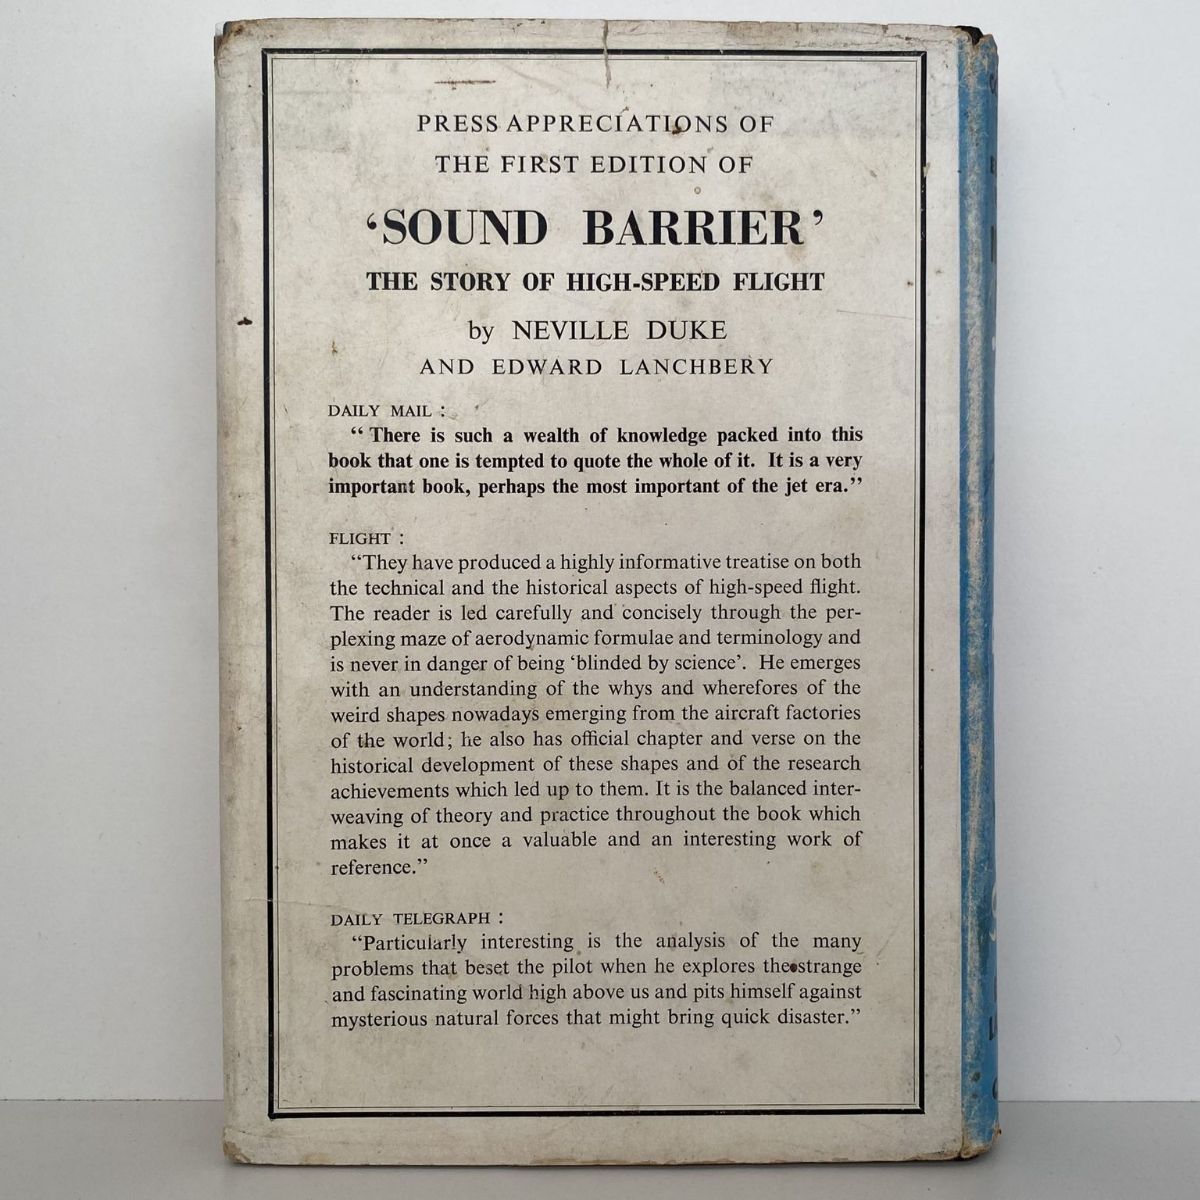 PRESS APPRECIATIONS OF
THE FIRST EDITION OF
‘SOUND BARRIER’
THE STORY OF HIGH-SPEED FLIGHT
by NEVILLE DUKE
AND EDWARD LANCHBERY
DAILY MAIL :
“There is such a wealth of knowledge packed into this
book that one is tempted to quote the whole of it. It is a very
important book, perhaps the most important of the jet era.”
FLIGHT :
“They have produced a highly informative treatise on both
the technical and the historical aspects of high-speed flight.
The reader is led carefully and concisely through the per-
plexing maze of aerodynamic formulae and terminology and
is never in danger of being ‘blinded by science’. He emerges
with an understanding of the whys and wherefores of the
weird shapes nowadays emerging from the aircraft factories
of the world; he also has official chapter and verse on the
historical development of these shapes and of the research
achievements which led up to them. It is the balanced inter-
weaving of theory and practice throughout the book which
makes it at once a valuable and an interesting work of
reference.”
DAILY TELEGRAPH :
“Particularly interesting is the analysis of the many
problems that beset the pilot when he explores the strange
and fascinating world high above us and pits himself against
mysterious natural forces that might bring quick disaster.”